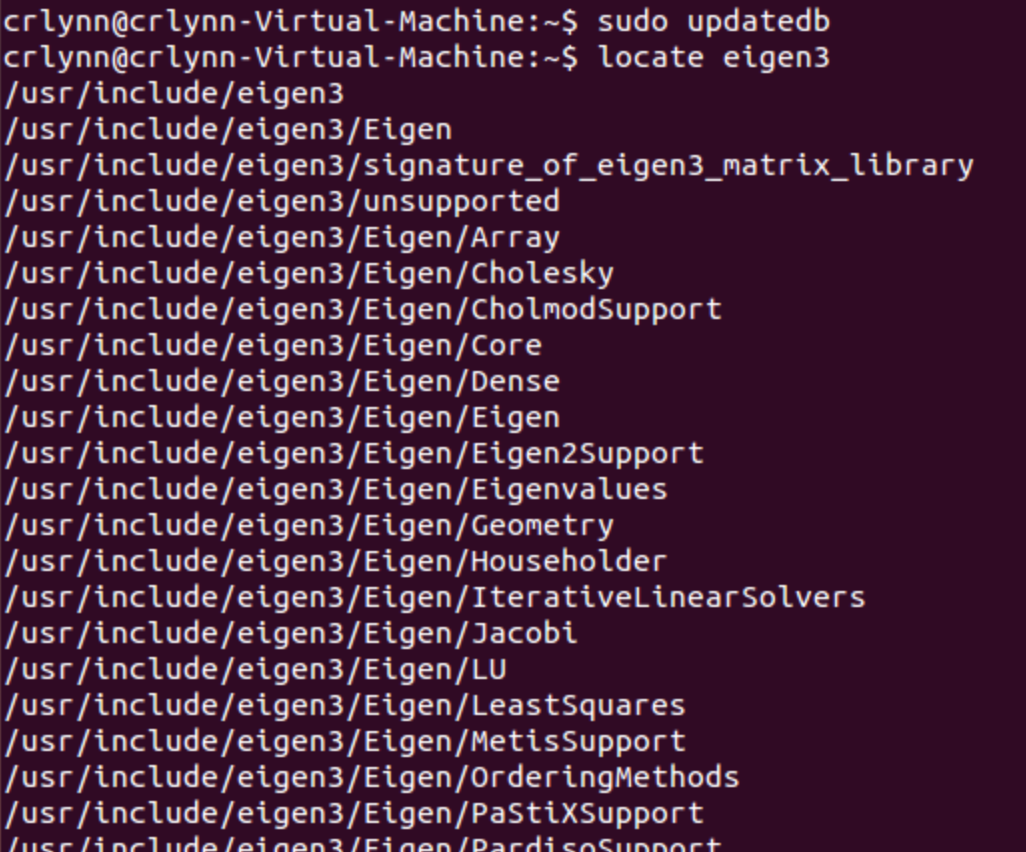 crlynn@crlynn-Virtual-Machine:~$ sudo updatedb
crlynn@crlynn-Virtual-Machine:~$ locate eigen3
/usr/include/eigen3
/usr/include/eigen3/Eigen
/usr/include/eigen3/signature_of_eigen3_matrix_library
/usr/include/eigen3/unsupported
/usr/include/eigen3/Eigen/Array
/usr/include/eigen3/Eigen/Cholesky
/usr/include/eigen3/Eigen/CholmodSupport
/usr/include/eigen3/Eigen/Core
/usr/include/eigen3/Eigen/Dense
/usr/include/eigen3/Eigen/Eigen
/usr/include/eigen3/Eigen/Eigen2Support
/usr/include/eigen3/Eigen/Eigenvalues
/usr/include/eigen3/Eigen/Geometry
/usr/include/eigen3/Eigen/Householder
/usr/include/eigen3/Eigen/IterativeLinearSolvers
/usr/include/eigen3/Eigen/Jacobi
/usr/include/eigen3/Eigen/LU
/usr/include/eigen3/Eigen/LeastSquares
/usr/include/eigen3/Eigen/MetisSupport
/usr/include/eigen3/Eigen/OrderingMethods
/usr/include/eigen3/Eigen/PaStiXSupport
/usr/include/eigen3/Eigen/PardisoSupport